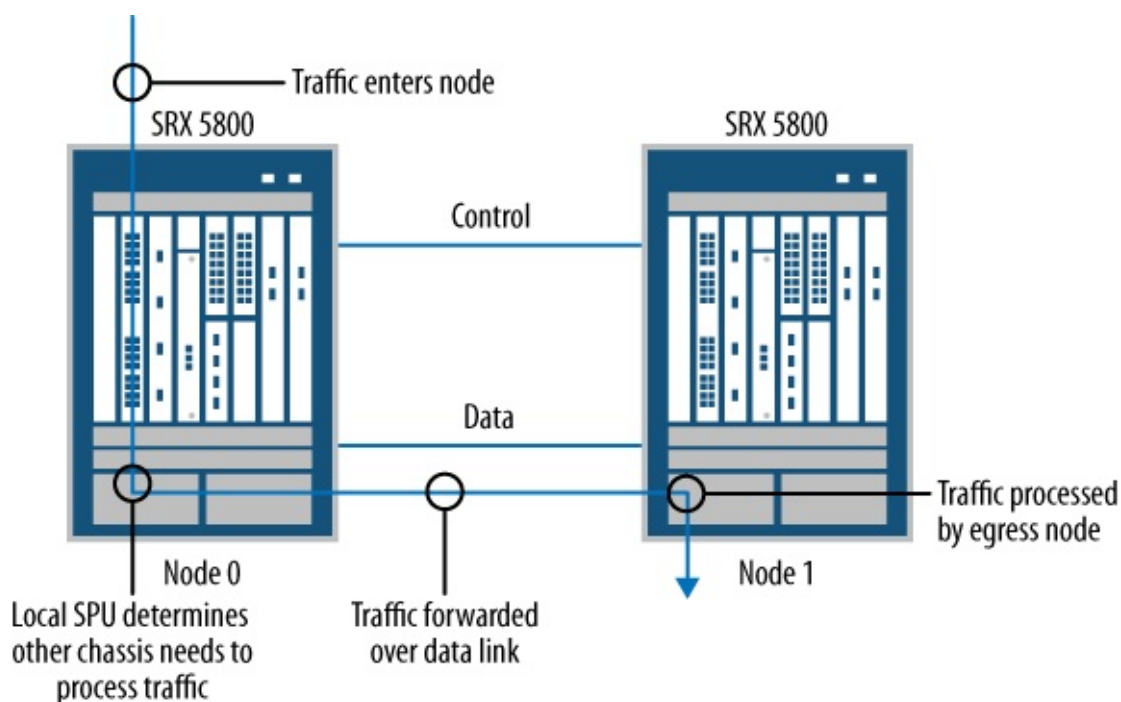 Traffic enters node
SRX 5800
SRX 5800
Control
Data
Traffic processed
by egress node
Node 0
Node 1
Local SPU determines
other chassis needs to
process traffic
Traffic forwarded
over data link